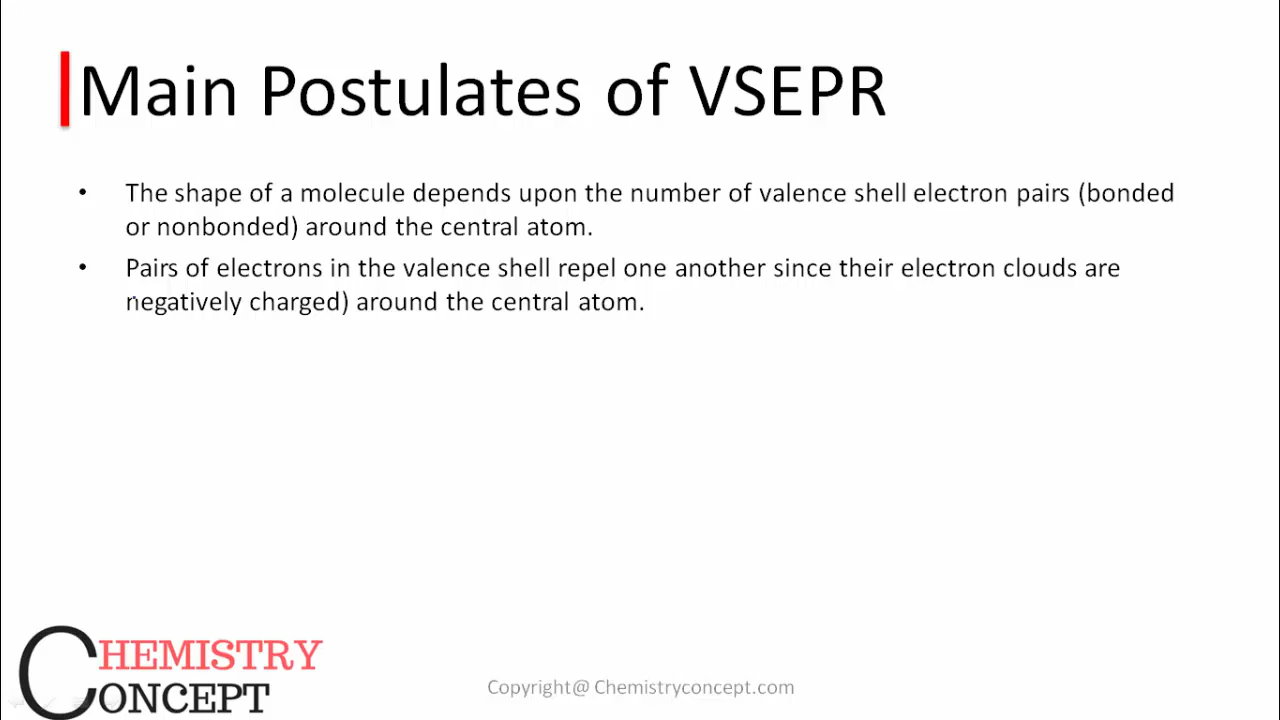 Main Postulates of VSEPR
• The shape of a molecule depends upon the number of valence shell electron pairs (bonded
or nonbonded) around the central atom.
• Pairs of electrons in the valence shell repel one another since their electron clouds are
negatively charged) around the central atom.
CHEMISTRY
CONCEPT
Copyright@ Chemistryconcept.com